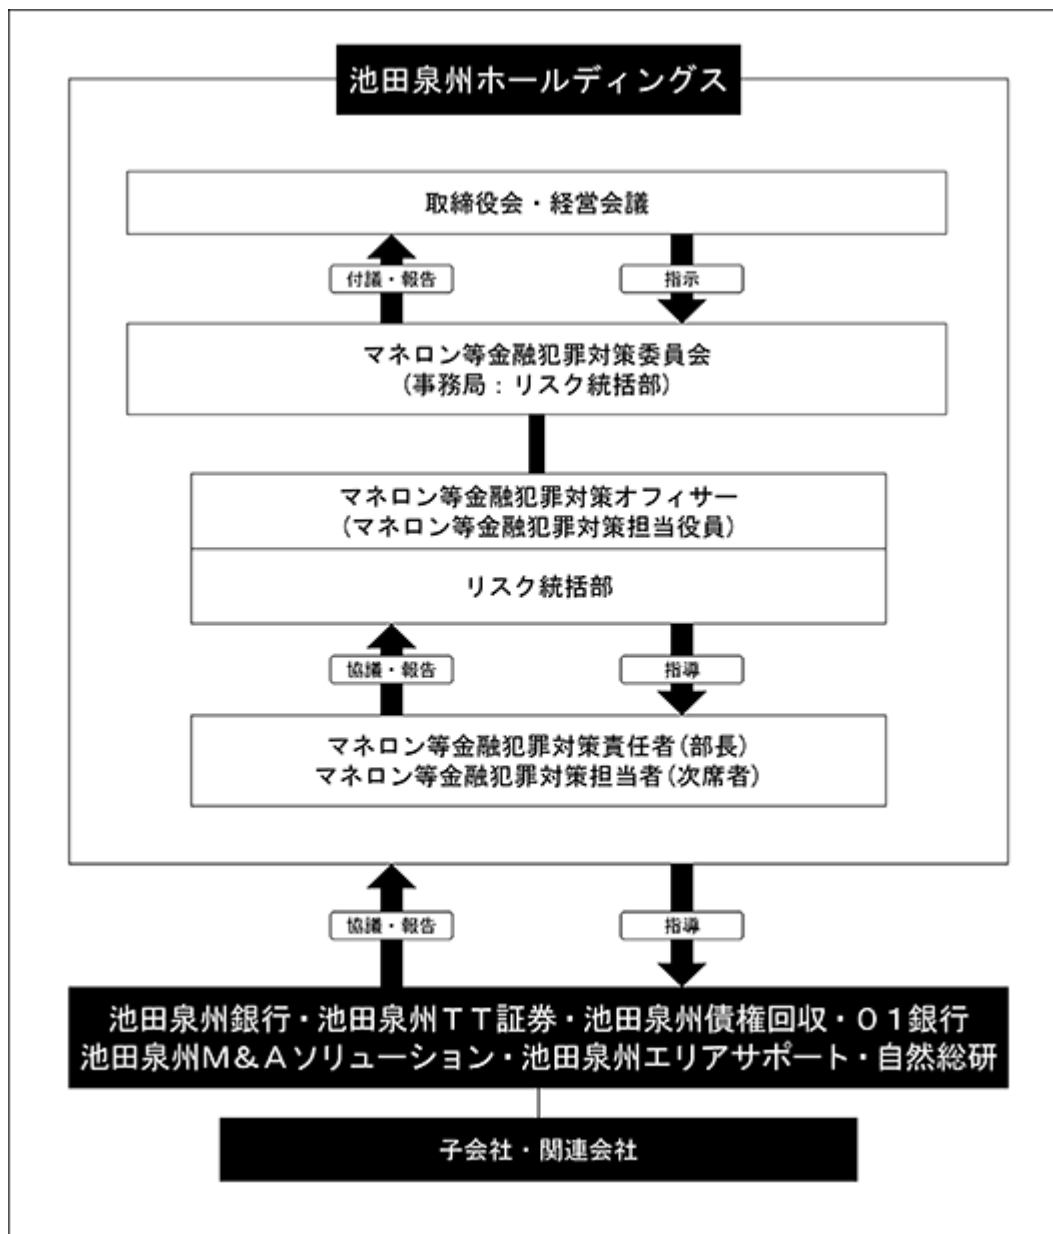 池田泉州ホールディングス
取締役会・経営会議
付議・報告
指示
マネロン等金融犯罪対策委員会
(事務局：リスク統括部)
マネロン等金融犯罪対策オフィサー
(マネロン等金融犯罪対策担当役員)
リスク統括部
協議・報告
指導
マネロン等金融犯罪対策責任者(部長)
マネロン等金融犯罪対策担当者(次席者)
協議・報告
指導
池田泉州銀行・池田泉州ＴＴ証券・池田泉州債権回収・０１銀行
池田泉州Ｍ＆Ａソリューション・池田泉州エリアサポート・自然総研
子会社・関連会社